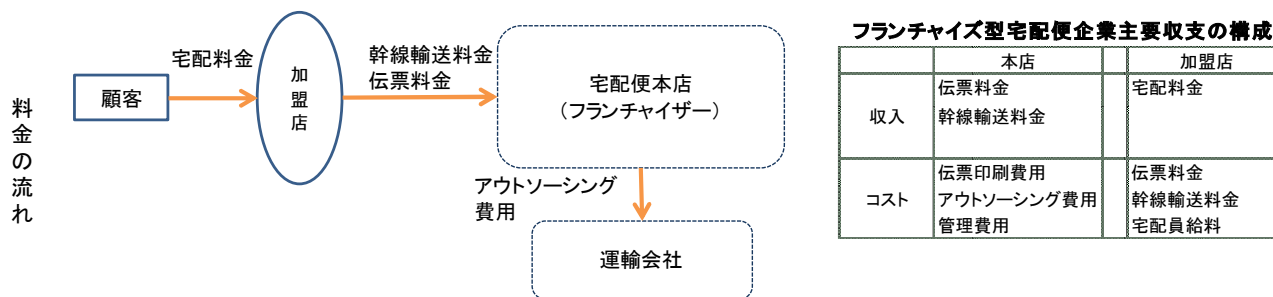 料金の流れ
顧客
宅配料金
加盟店
幹線輸送料金
伝票料金
宅配便本店
(フランチャイザー)
アウトソーシング
費用
運輸会社
フランチャイズ型宅配便企業主要収支の構成
本店 加盟店
収入 伝票料金 宅配料金
幹線輸送料金
コスト 伝票印刷費用 伝票料金
アウトソーシング費用 幹線輸送料金
管理費用 宅配員給料